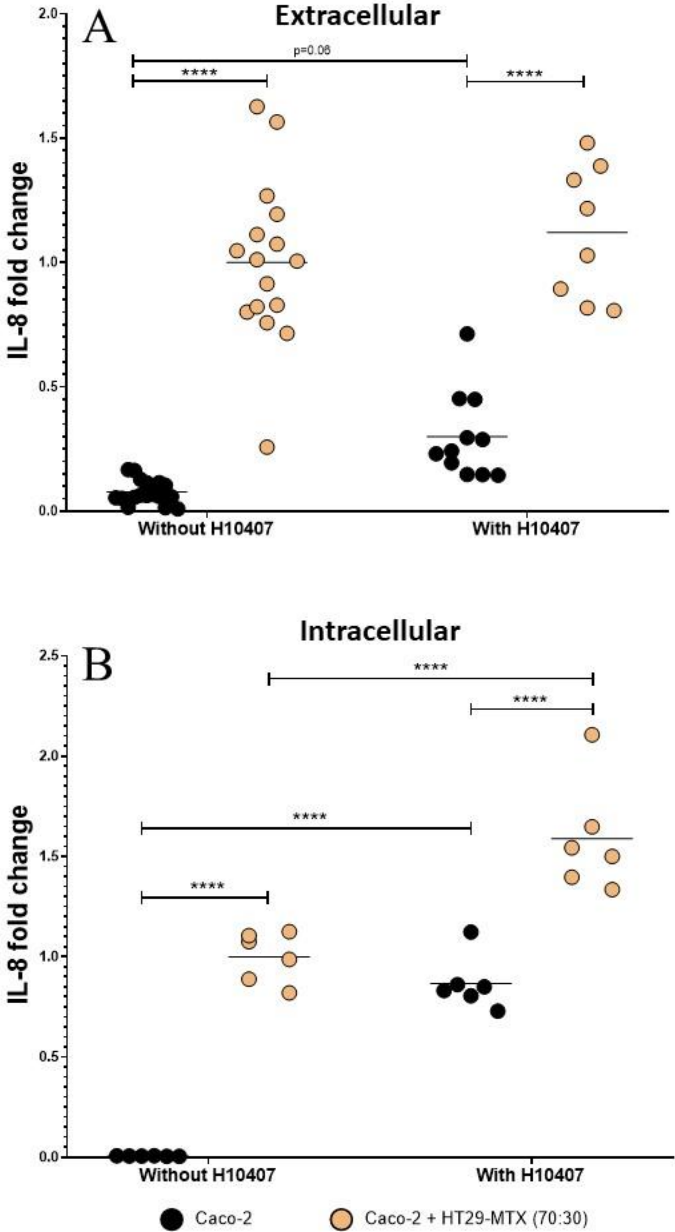 A
Extracellular
2.0
1.5
1.0
0.5
0.0
IL-8 fold change
p=0.06
****
****
Without H10407
With H10407
B
Intracellular
2.5
2.0
1.5
1.0
0.5
0.0
IL-8 fold change
****
****
****
****
Without H10407
With H10407
Caco-2
Caco-2 + HT29-MTX (70:30)